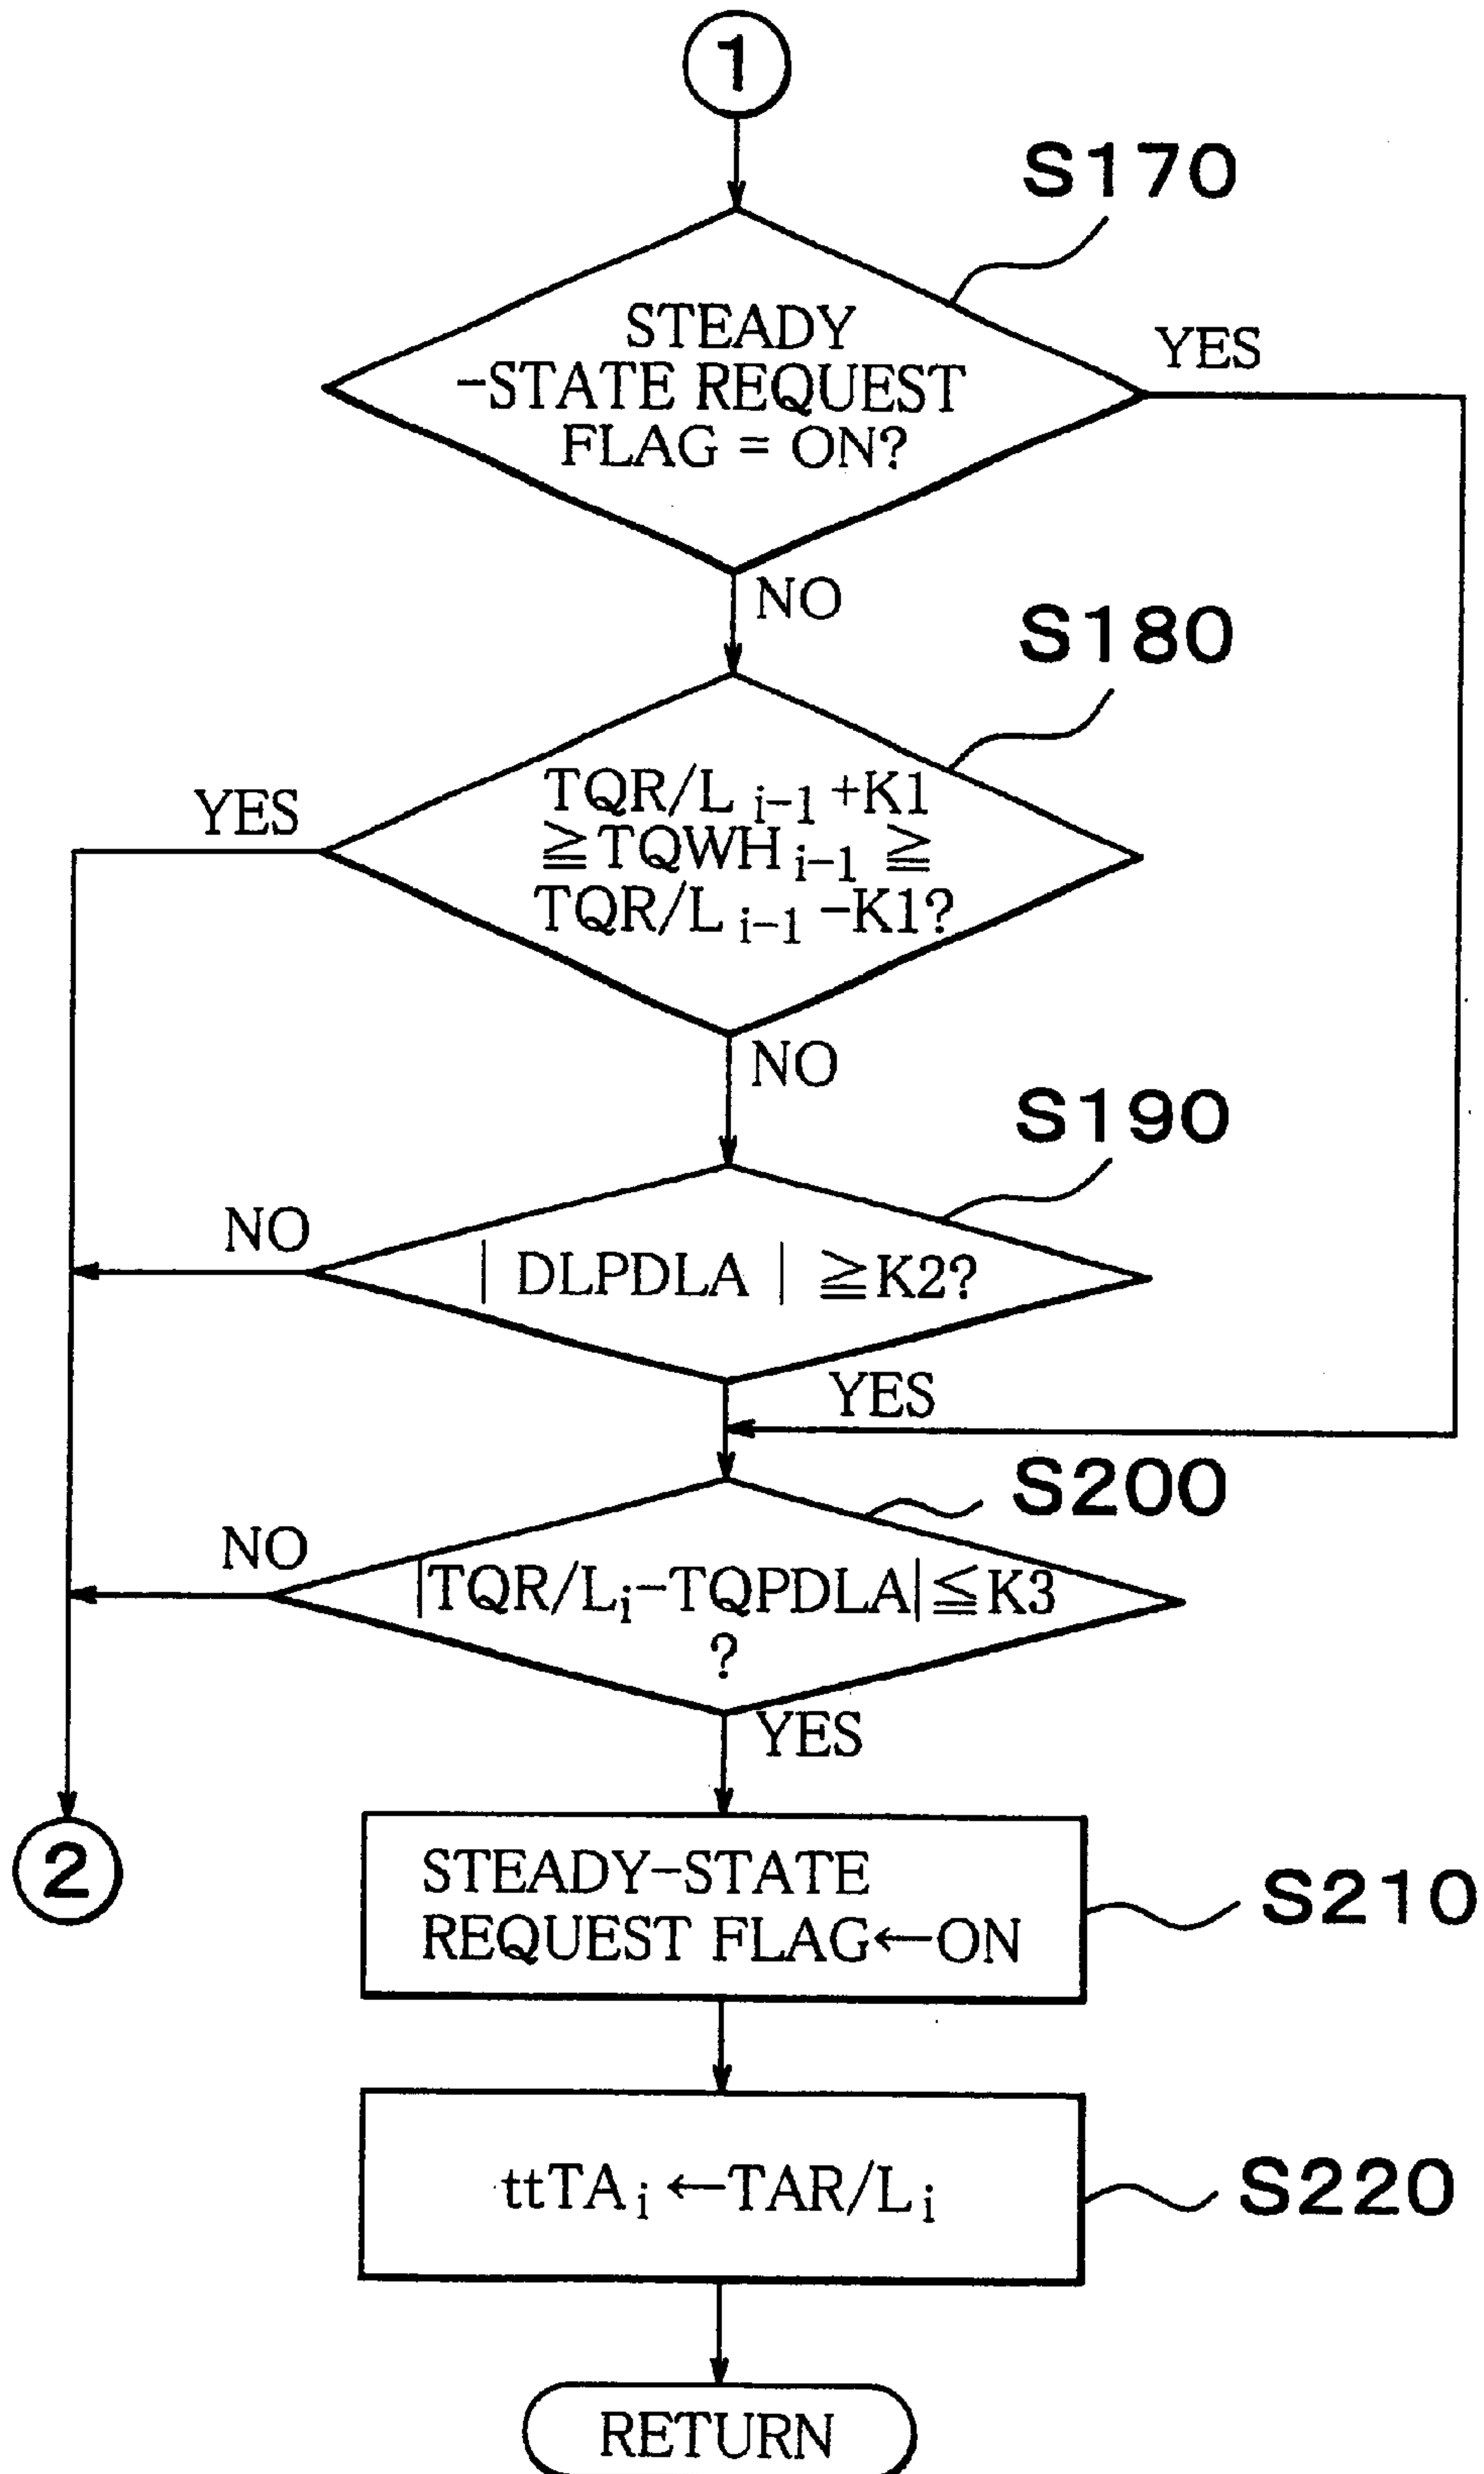 1
S170
STEADY
-STATE REQUEST
FLAG = ON?
YES
NO
S180
TQR/L i-1 +K1
≧TQWH i-1 ≧
TQR/L i-1 -K1?
YES
NO
S190
| DLPDLA | ≧K2?
NO
YES
S200
|TQR/Li-TQPDLA|≦K3
?
NO
YES
2
STEADY-STATE
REQUEST FLAG←ON
S210
ttTA i ←TAR/L i
S220
RETURN